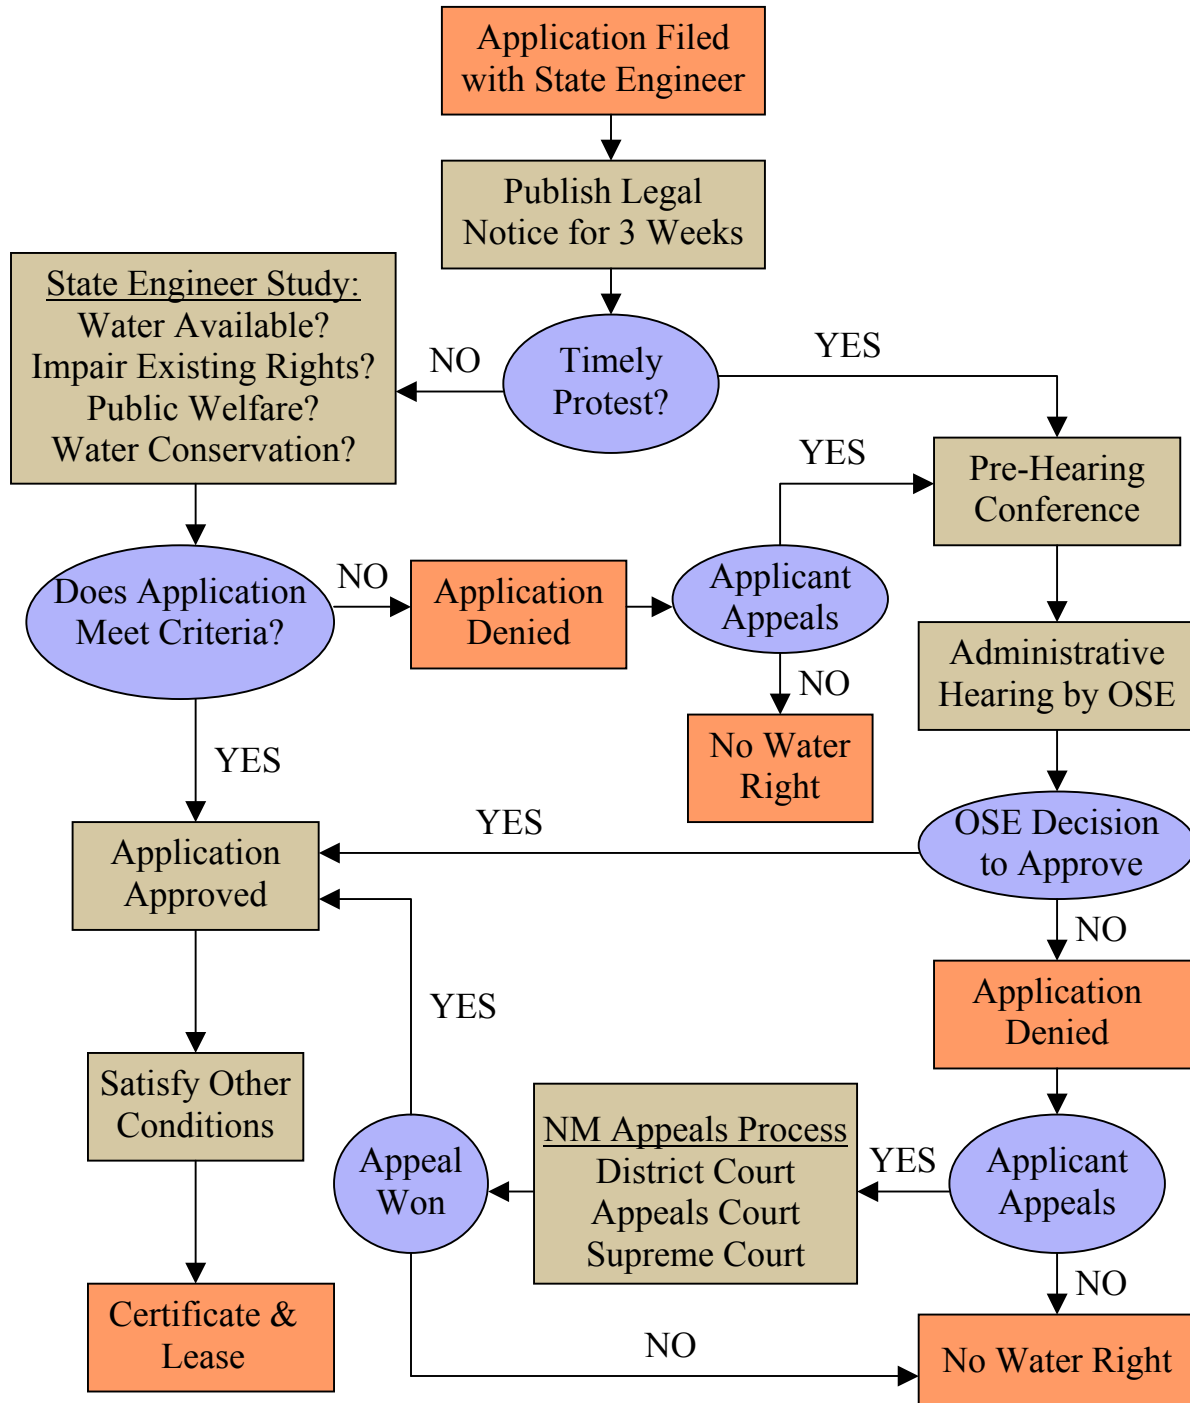 Application Filed
with State Engineer
Publish Legal
Notice for 3 Weeks
State Engineer Study:
Water Available?
Impair Existing Rights?
Public Welfare?
Water Conservation?
NO
Timely
Protest?
YES
YES
Pre-Hearing
Conference
Does Application
Meet Criteria?
NO
Application
Denied
Applicant
Appeals
NO
No Water
Right
Administrative
Hearing by OSE
YES
YES
OSE Decision
to Approve
Application
Approved
NO
Application
Denied
YES
Satisfy Other
Conditions
Appeal
Won
NM Appeals Process
District Court
Appeals Court
Supreme Court
YES
Applicant
Appeals
NO
Certificate &
Lease
NO
No Water Right